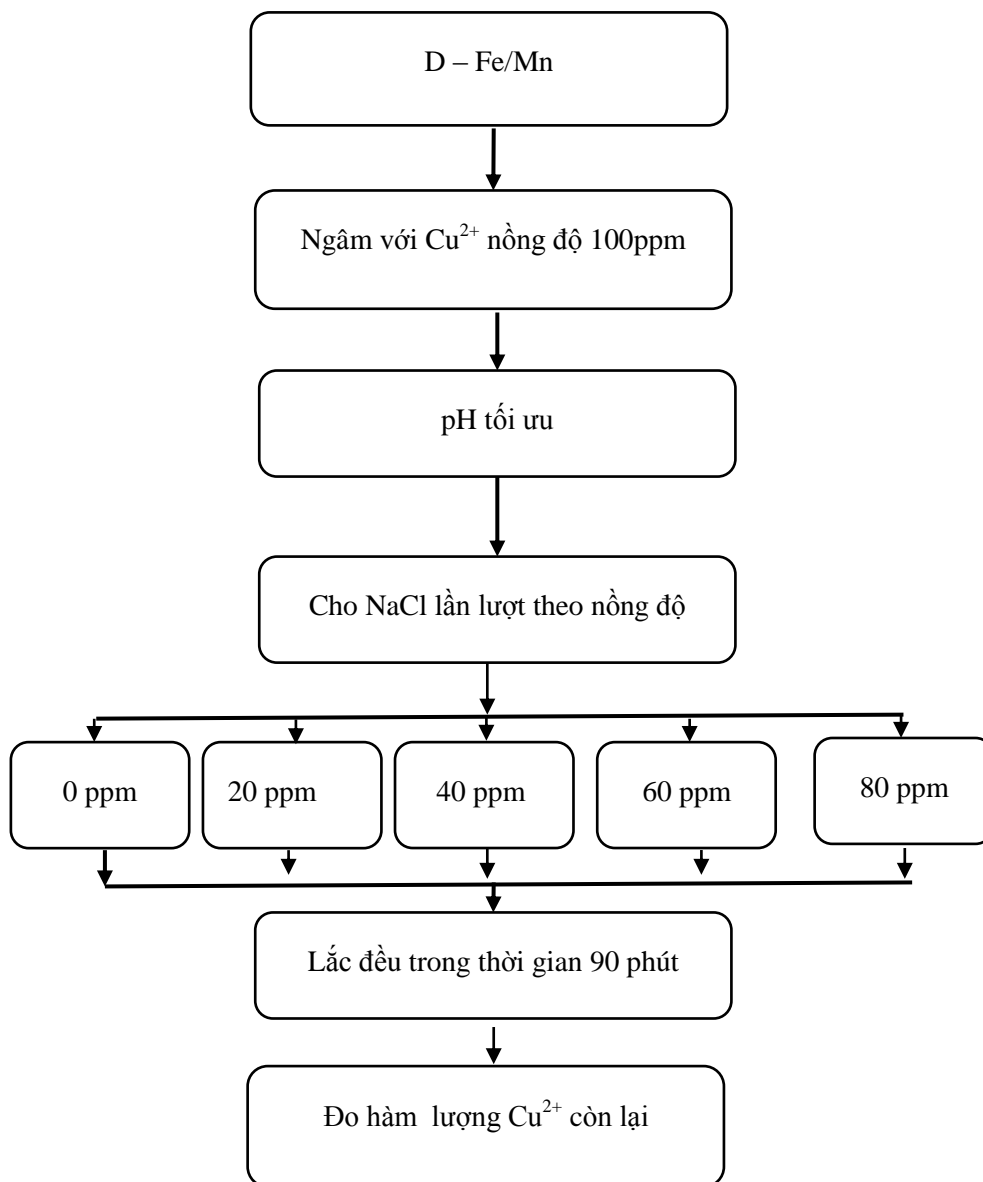 D – Fe/Mn
Ngâm với Cu²⁺ nồng độ 100ppm
pH tối ưu
Cho NaCl lần lượt theo nồng độ
0 ppm
20 ppm
40 ppm
60 ppm
80 ppm
Lắc đều trong thời gian 90 phút
Đo hàm lượng Cu²⁺ còn lại